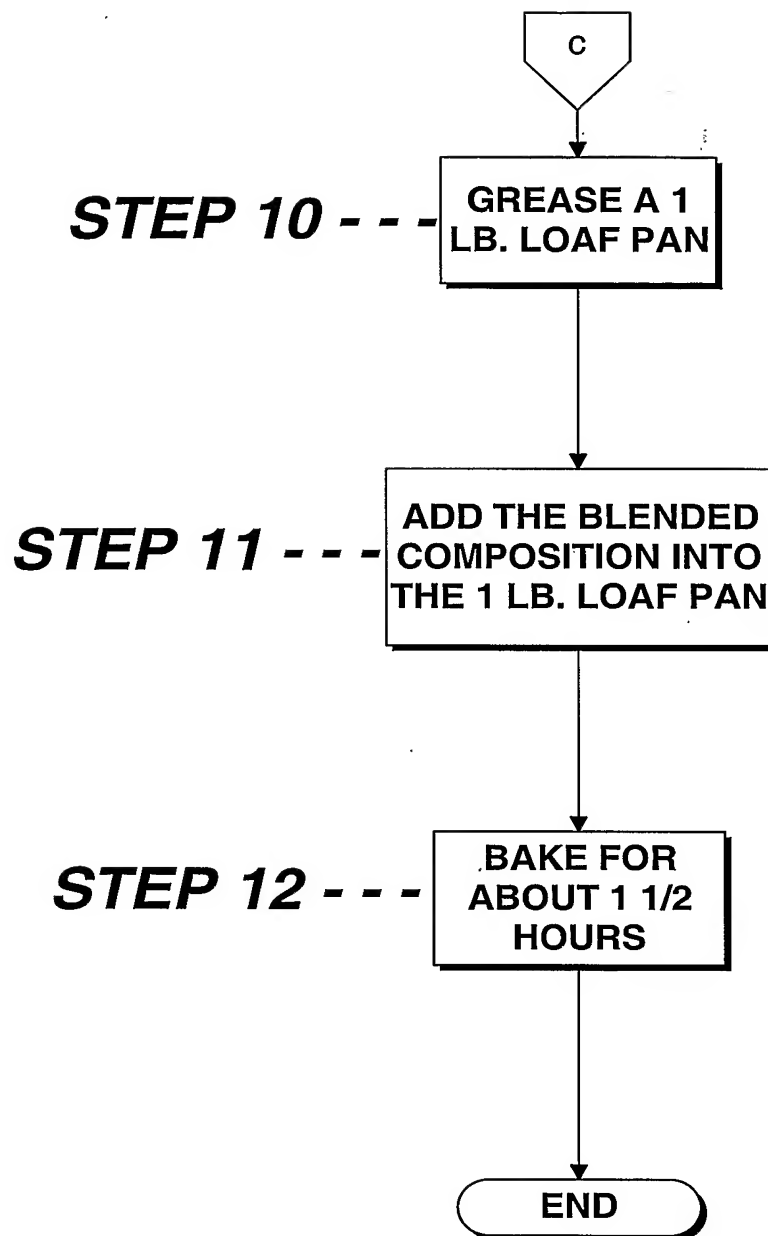 C
STEP 10 - - -
GREASE A 1
LB. LOAF PAN
STEP 11 - - -
ADD THE BLENDED
COMPOSITION INTO
THE 1 LB. LOAF PAN
STEP 12 - - -
BAKE FOR
ABOUT 1 1/2
HOURS
END